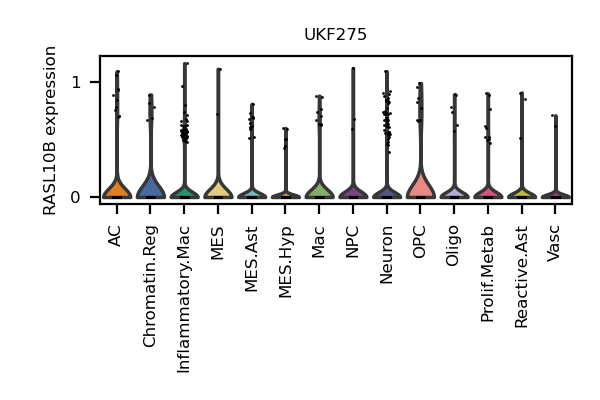 UKF275
RASL10B expression
1
0
AC
Chromatin.Reg
Inflammatory.Mac
MES
MES.Ast
MES.Hyp
Mac
NPC
Neuron
OPC
Oligo
Prolif.Metab
Reactive.Ast
Vasc